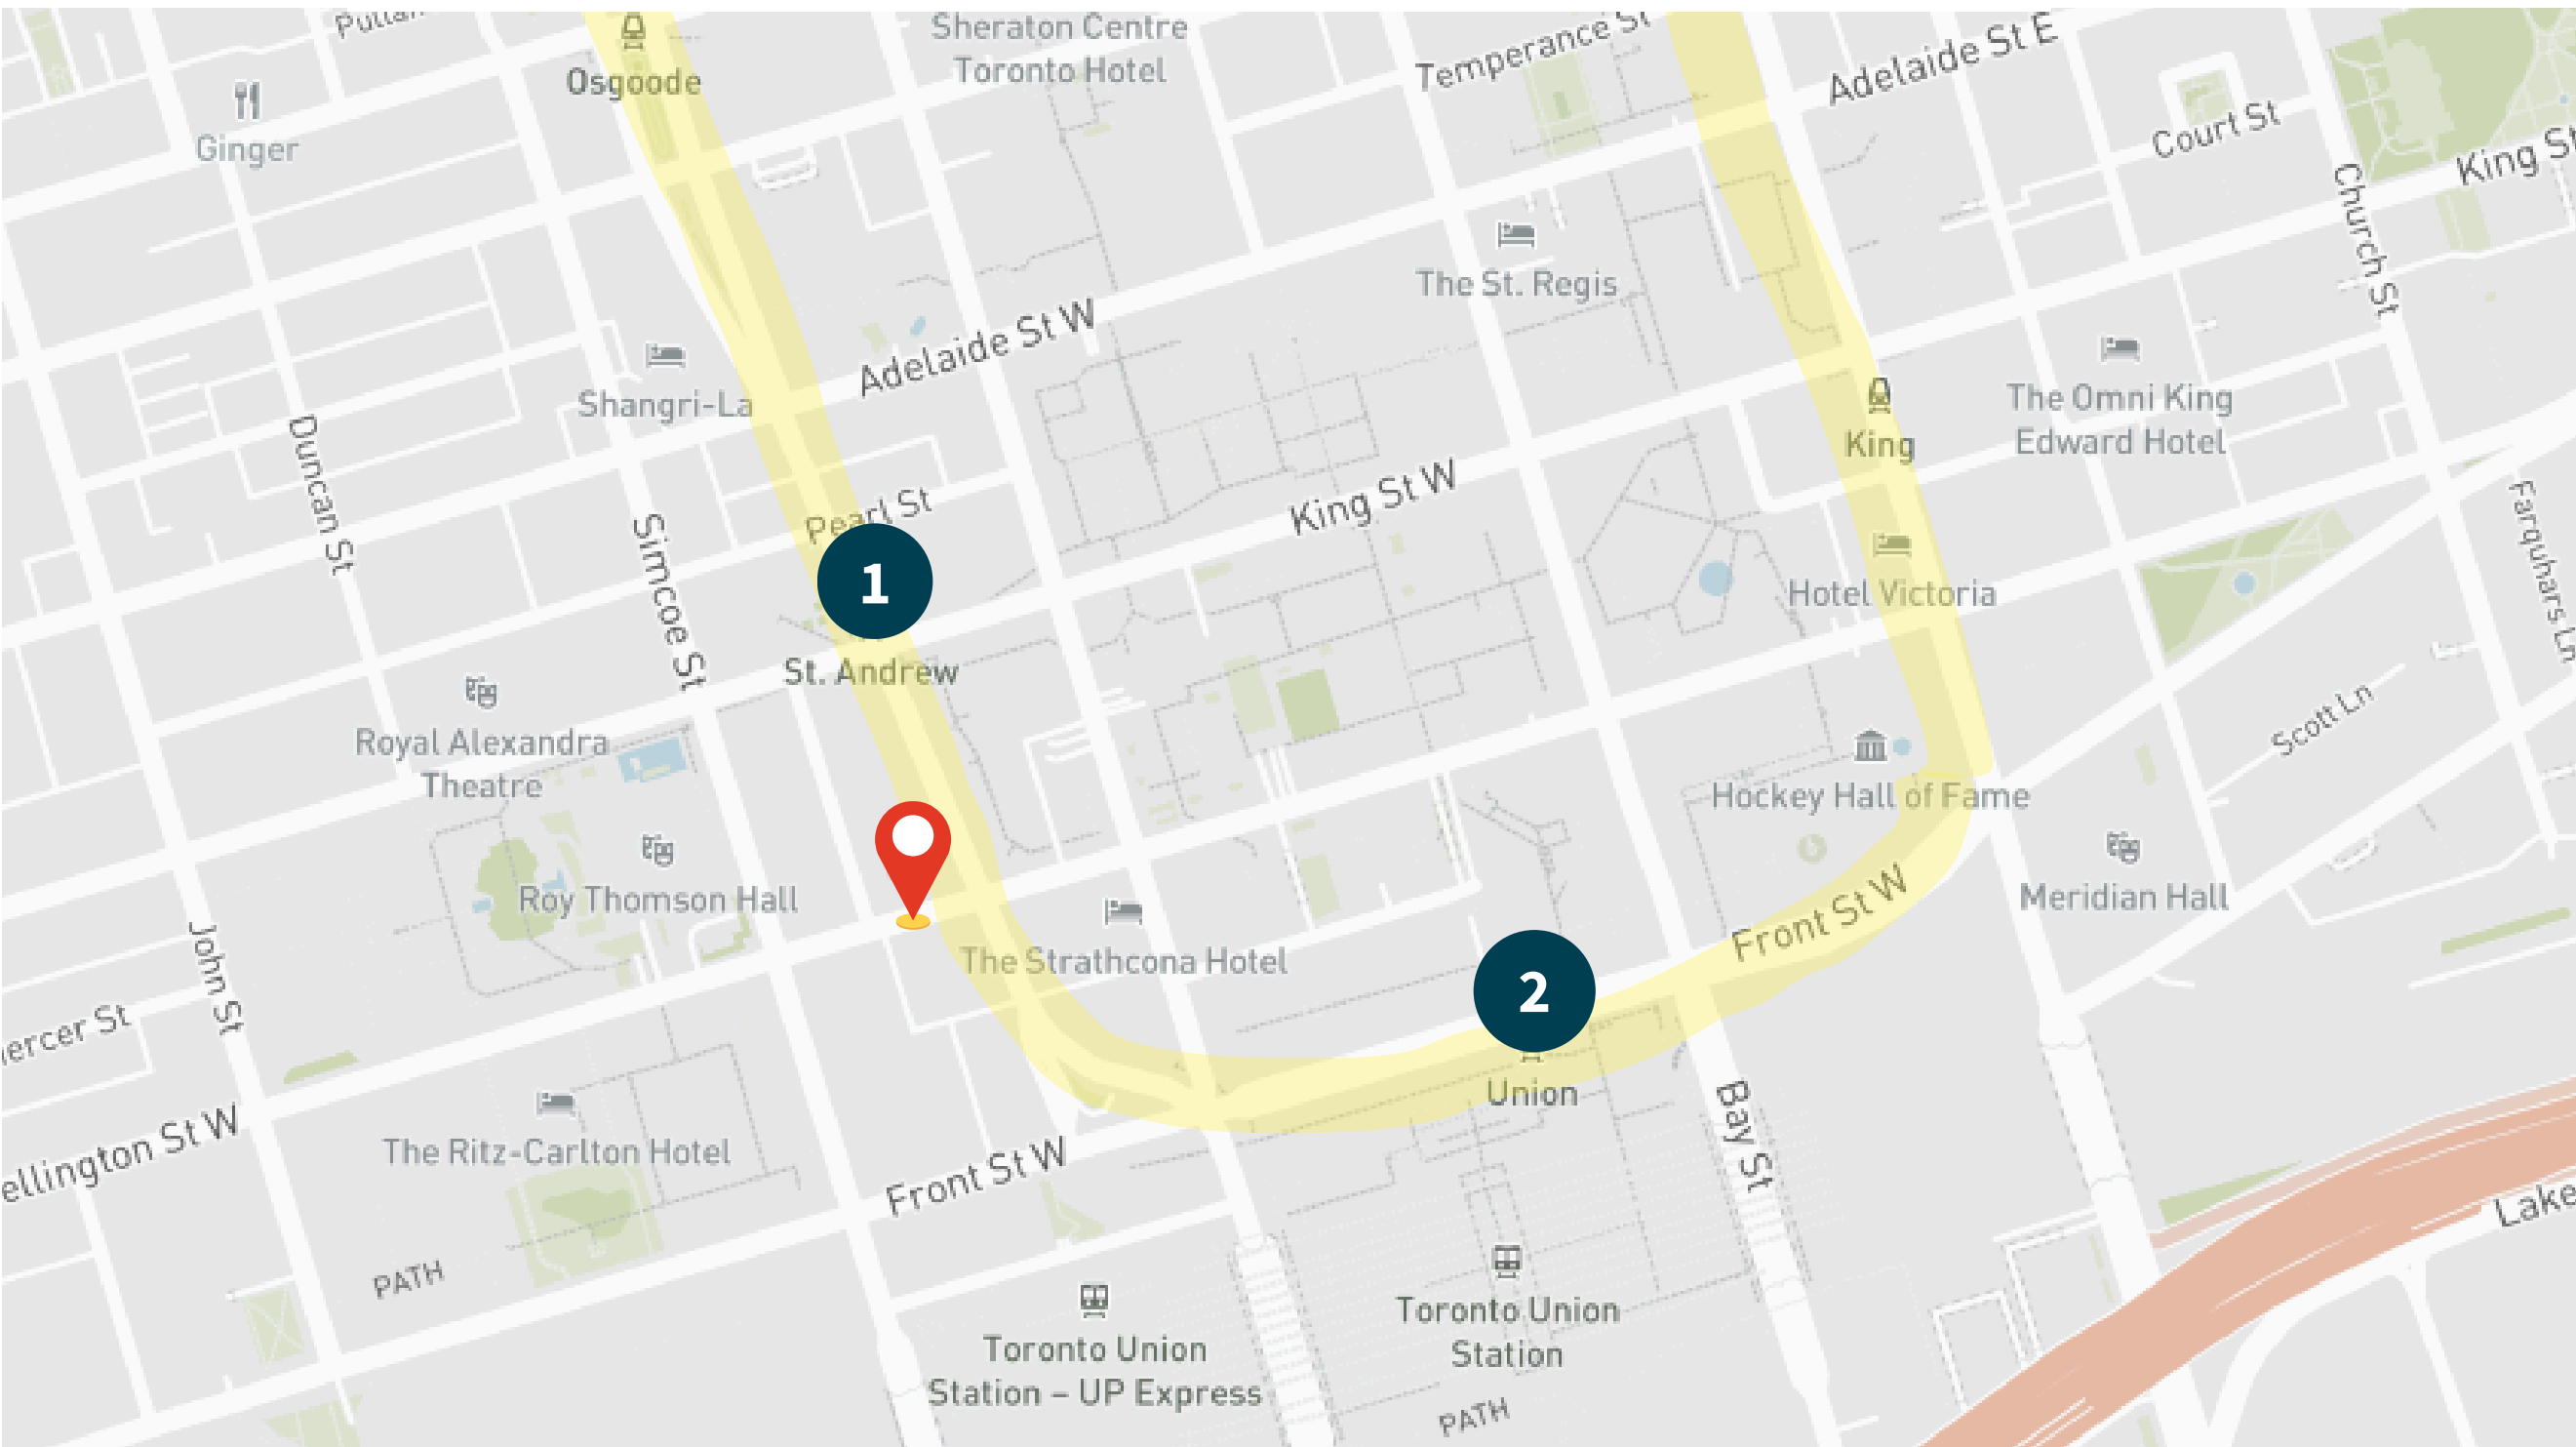 Sheraton Centre
Toronto Hotel
Temperance St
Adelaide St E
Osgoode
Ginger
Court St
King St
Church St
The St. Regis
Adelaide St W
Shangri-La
The Omni King
Edward Hotel
King
Duncan St
King St W
Pearl St
Simcoe St
1
Hotel Victoria
Farquhars Ln
St. Andrew
Royal Alexandra
Theatre
Scott Ln
Hockey Hall of Fame
Roy Thomson Hall
Front St W
Meridian Hall
The Strathcona Hotel
John St
2
ercer St
Union
Bay St
ellington St W
The Ritz-Carlton Hotel
Front St W
Lake
PATH
Toronto Union
Station
Toronto Union
Station – UP Express
PATH